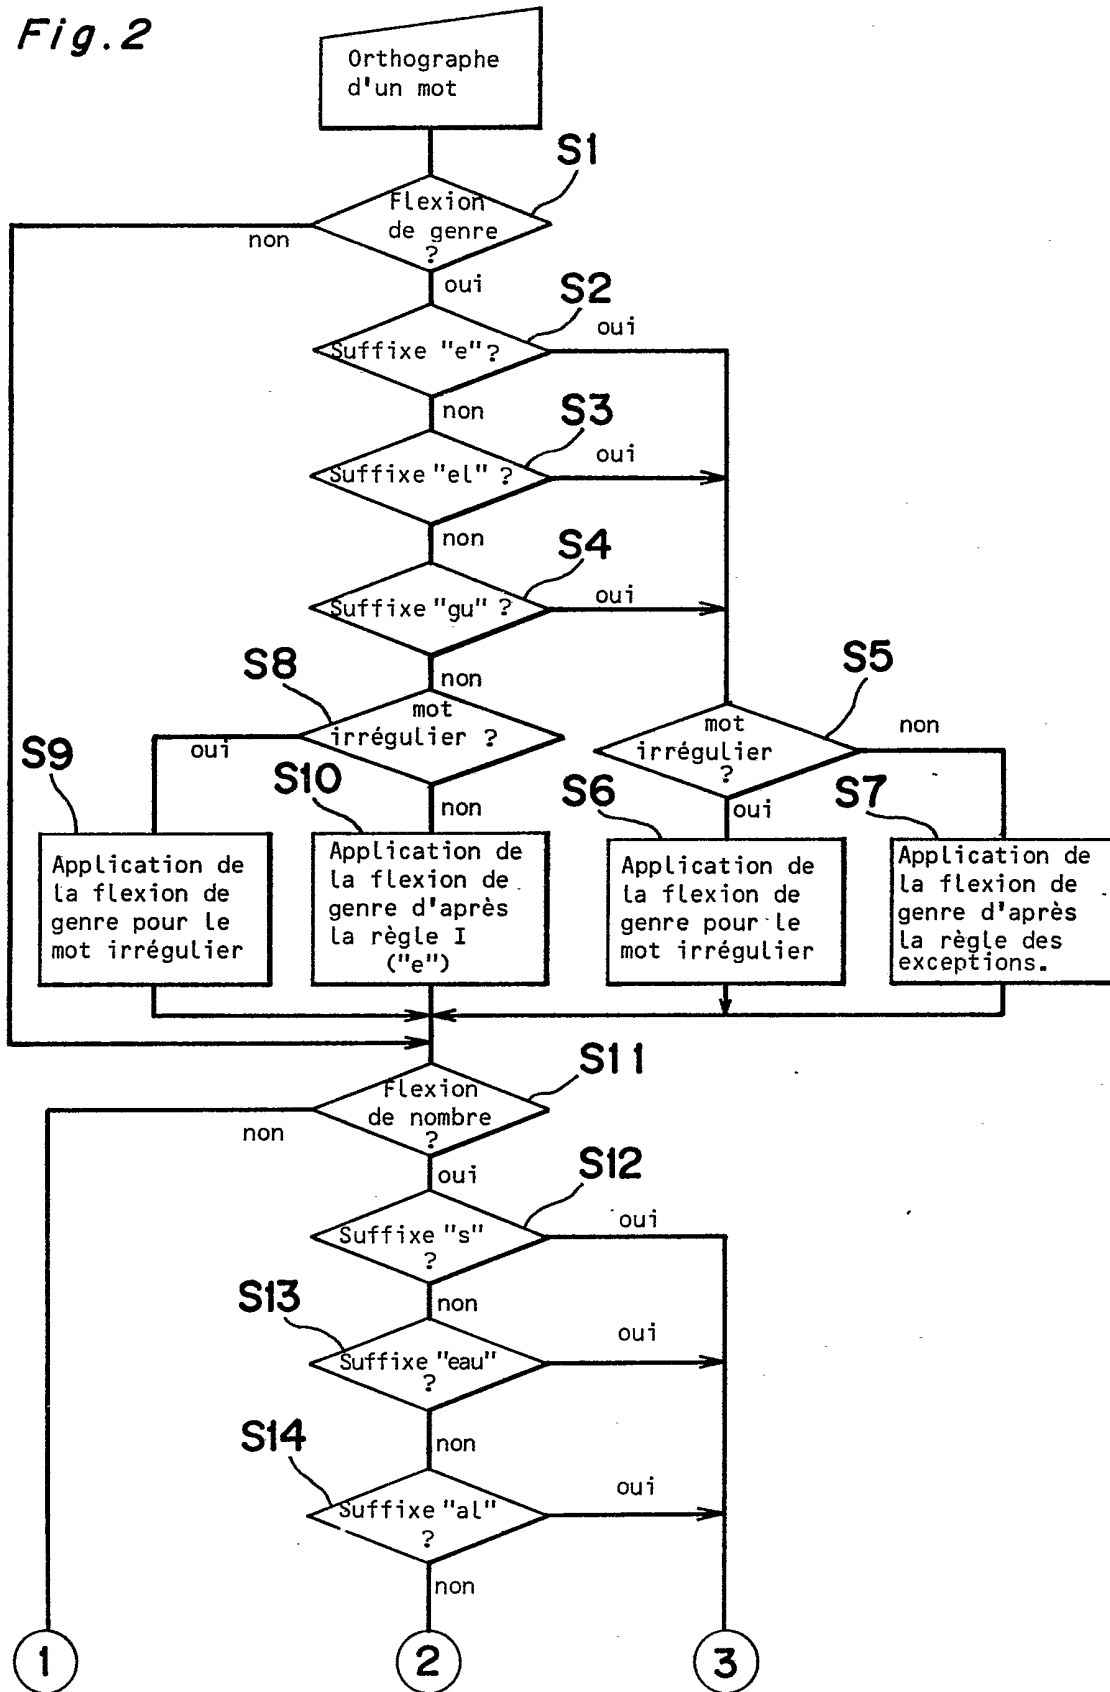 Fig.2
Orthographe
d'un mot
S1
Flexion
de genre
?
non
oui
S2
Suffixe "e"?
oui
non
S3
Suffixe "el" ?
oui
non
S4
Suffixe "gu" ?
oui
non
S8
mot
irrégulier ?
oui
non
S5
mot
irrégulier
?
non
oui
S9
Application de
la flexion de
genre pour le
mot irrégulier
S10
Application de
la flexion de
genre d'après
la règle I
("e")
S6
Application de
la flexion de
genre pour le
mot irrégulier
S7
Application de
la flexion de
genre d'après
la règle des
exceptions.
S11
Flexion
de nombre
?
non
oui
S12
Suffixe "s"
?
oui
non
S13
Suffixe "eau"
?
oui
non
S14
Suffixe "al"
?
oui
non
1
2
3